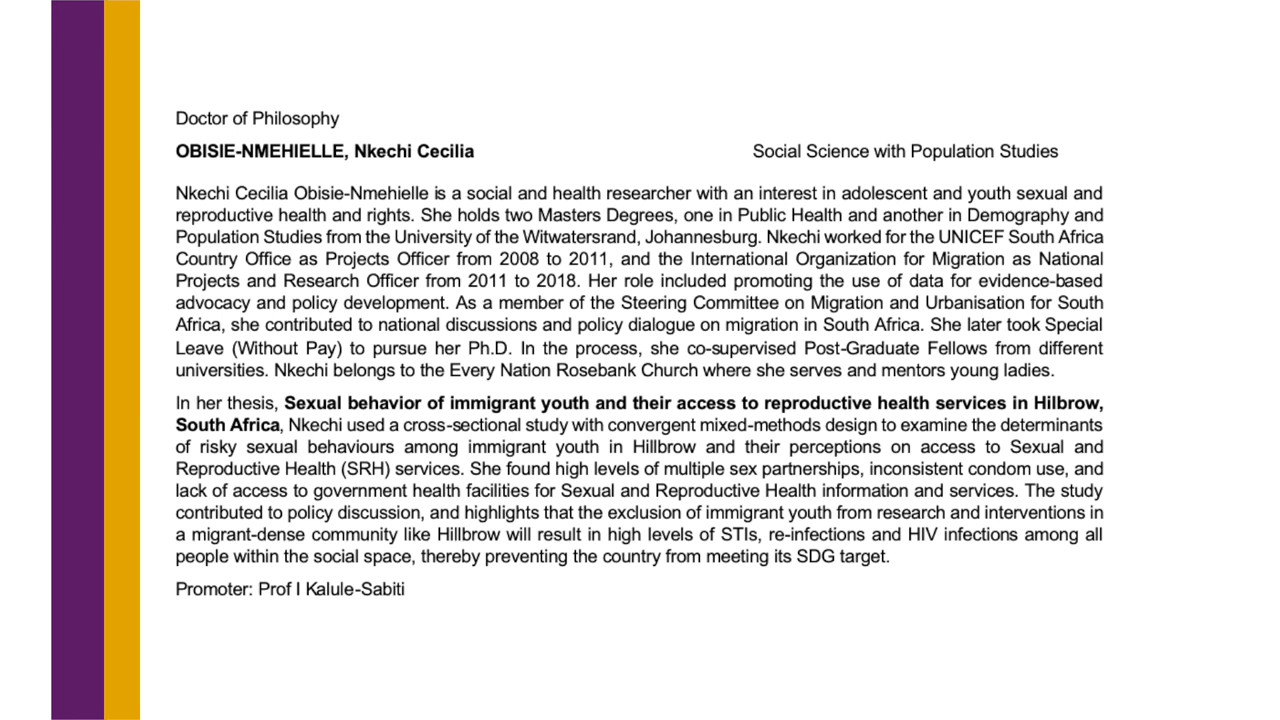 Doctor of Philosophy
OBISIE-NMEHIELLE, Nkechi Cecilia Social Science with Population Studies
Nkechi Cecilia Obisie-Nmehielle is a social and health researcher with an interest in adolescent and youth sexual and
reproductive health and rights. She holds two Masters Degrees, one in Public Health and another in Demography and
Population Studies from the University of the Witwatersrand, Johannesburg. Nkechi worked for the UNICEF South Africa
Country Office as Projects Officer from 2008 to 2011, and the International Organization for Migration as National
Projects and Research Officer from 2011 to 2018. Her role included promoting the use of data for evidence-based
advocacy and policy development. As a member of the Steering Committee on Migration and Urbanisation for South
Africa, she contributed to national discussions and policy dialogue on migration in South Africa. She later took Special
Leave (Without Pay) to pursue her Ph.D. In the process, she co-supervised Post-Graduate Fellows from different
universities. Nkechi belongs to the Every Nation Rosebank Church where she serves and mentors young ladies.
In her thesis, Sexual behavior of immigrant youth and their access to reproductive health services in Hilbrow,
South Africa, Nkechi used a cross-sectional study with convergent mixed-methods design to examine the determinants
of risky sexual behaviours among immigrant youth in Hillbrow and their perceptions on access to Sexual and
Reproductive Health (SRH) services. She found high levels of multiple sex partnerships, inconsistent condom use, and
lack of access to government health facilities for Sexual and Reproductive Health information and services. The study
contributed to policy discussion, and highlights that the exclusion of immigrant youth from research and interventions in
a migrant-dense community like Hillbrow will result in high levels of STIs, re-infections and HIV infections among all
people within the social space, thereby preventing the country from meeting its SDG target.
Promoter: Prof I Kalule-Sabiti